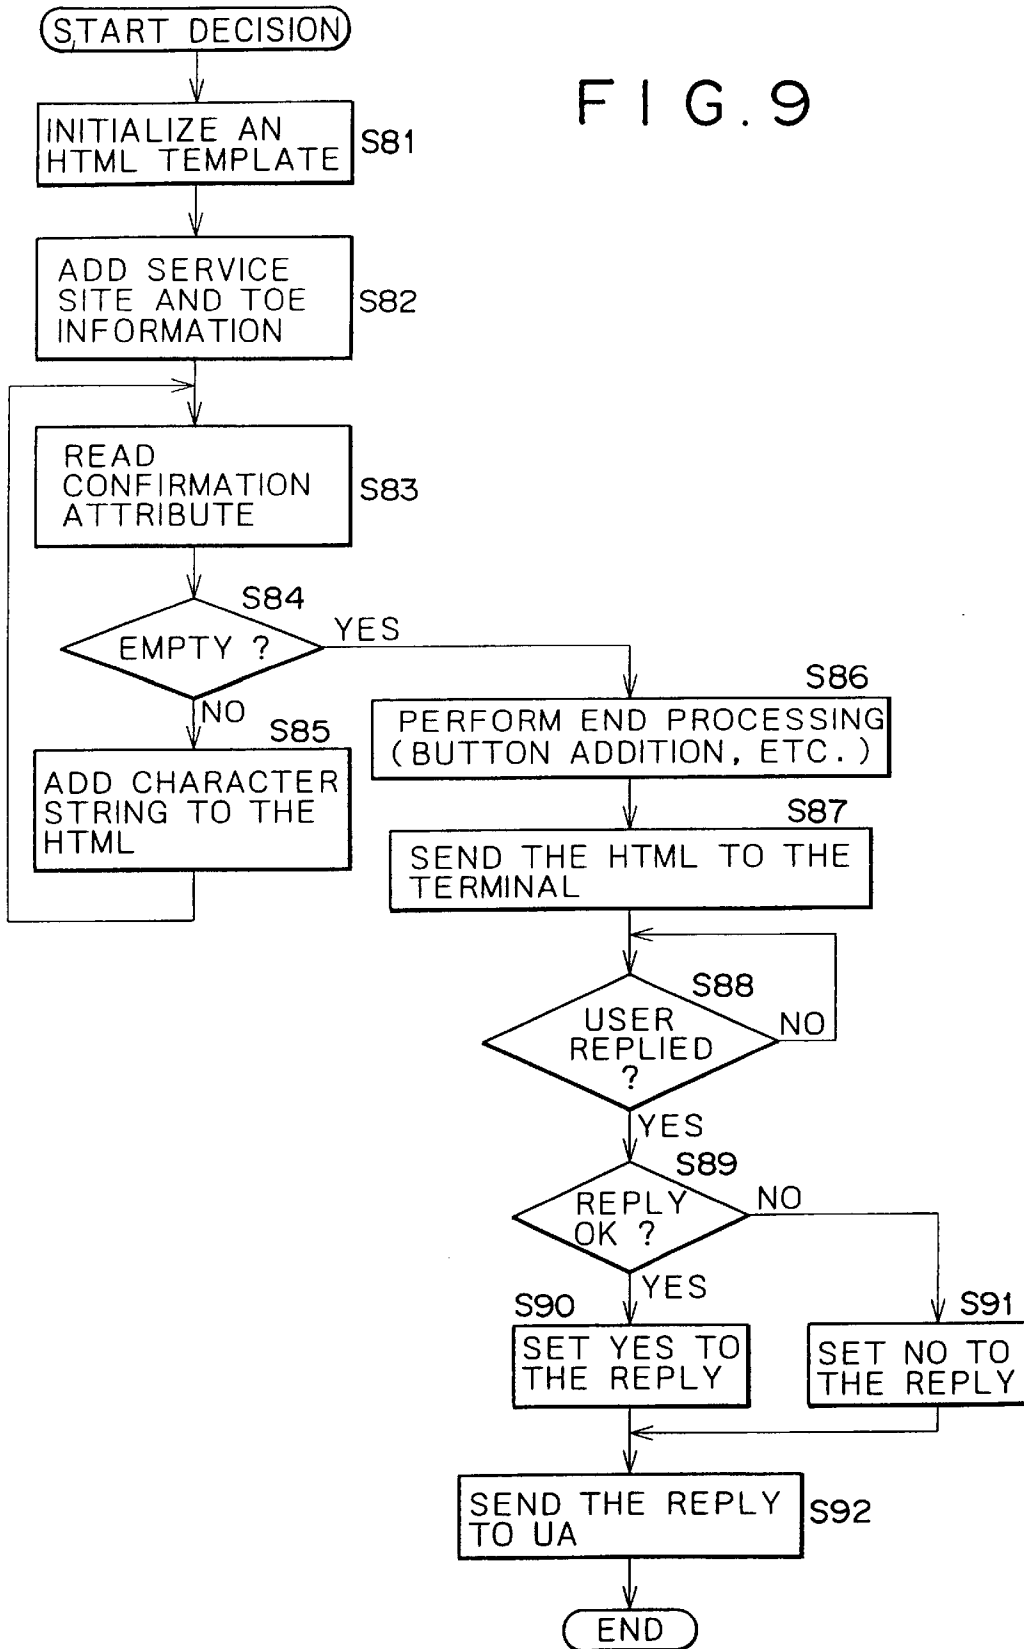 START DECISION
FIG.9
INITIALIZE AN
HTML TEMPLATE
S81
ADD SERVICE
SITE AND TOE
INFORMATION
S82
READ
CONFIRMATION
ATTRIBUTE
S83
S84
EMPTY ?
YES
NO
S85
ADD CHARACTER
STRING TO THE
HTML
S86
PERFORM END PROCESSING
(BUTTON ADDITION, ETC.)
S87
SEND THE HTML TO THE
TERMINAL
S88
USER
REPLIED
?
NO
YES
S89
REPLY
OK ?
NO
YES
S90
SET YES TO
THE REPLY
S91
SET NO TO
THE REPLY
SEND THE REPLY
TO UA
S92
END